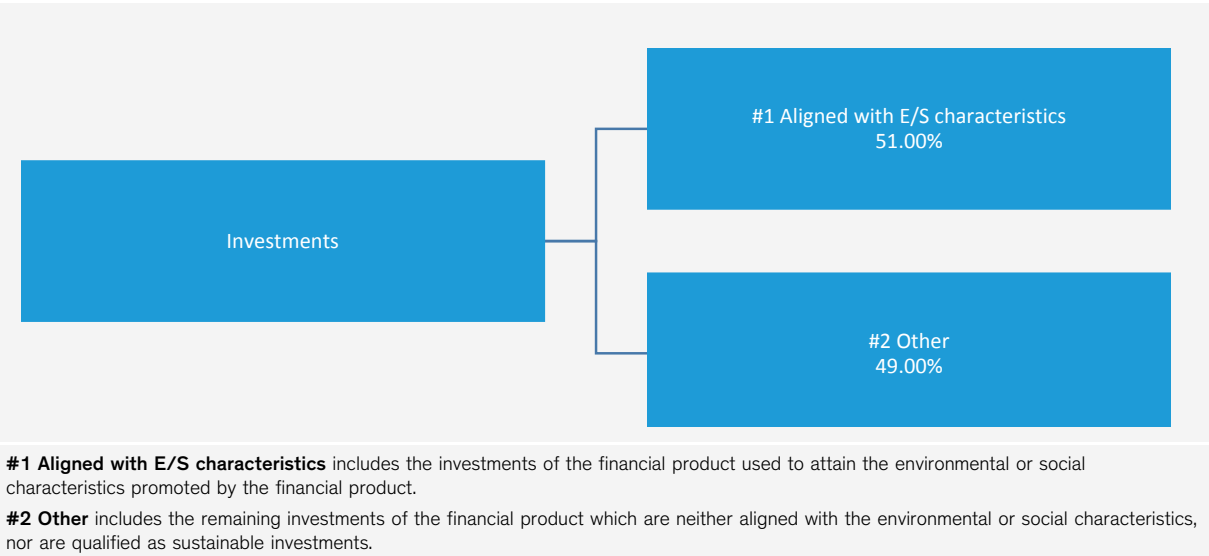 #1 Aligned with E/S characteristics
51.00%
Investments
#2 Other
49.00%
#1 Aligned with E/S characteristics includes the investments of the financial product used to attain the environmental or social
characteristics promoted by the financial product.
#2 Other includes the remaining investments of the financial product which are neither aligned with the environmental or social characteristics,
nor are qualified as sustainable investments.